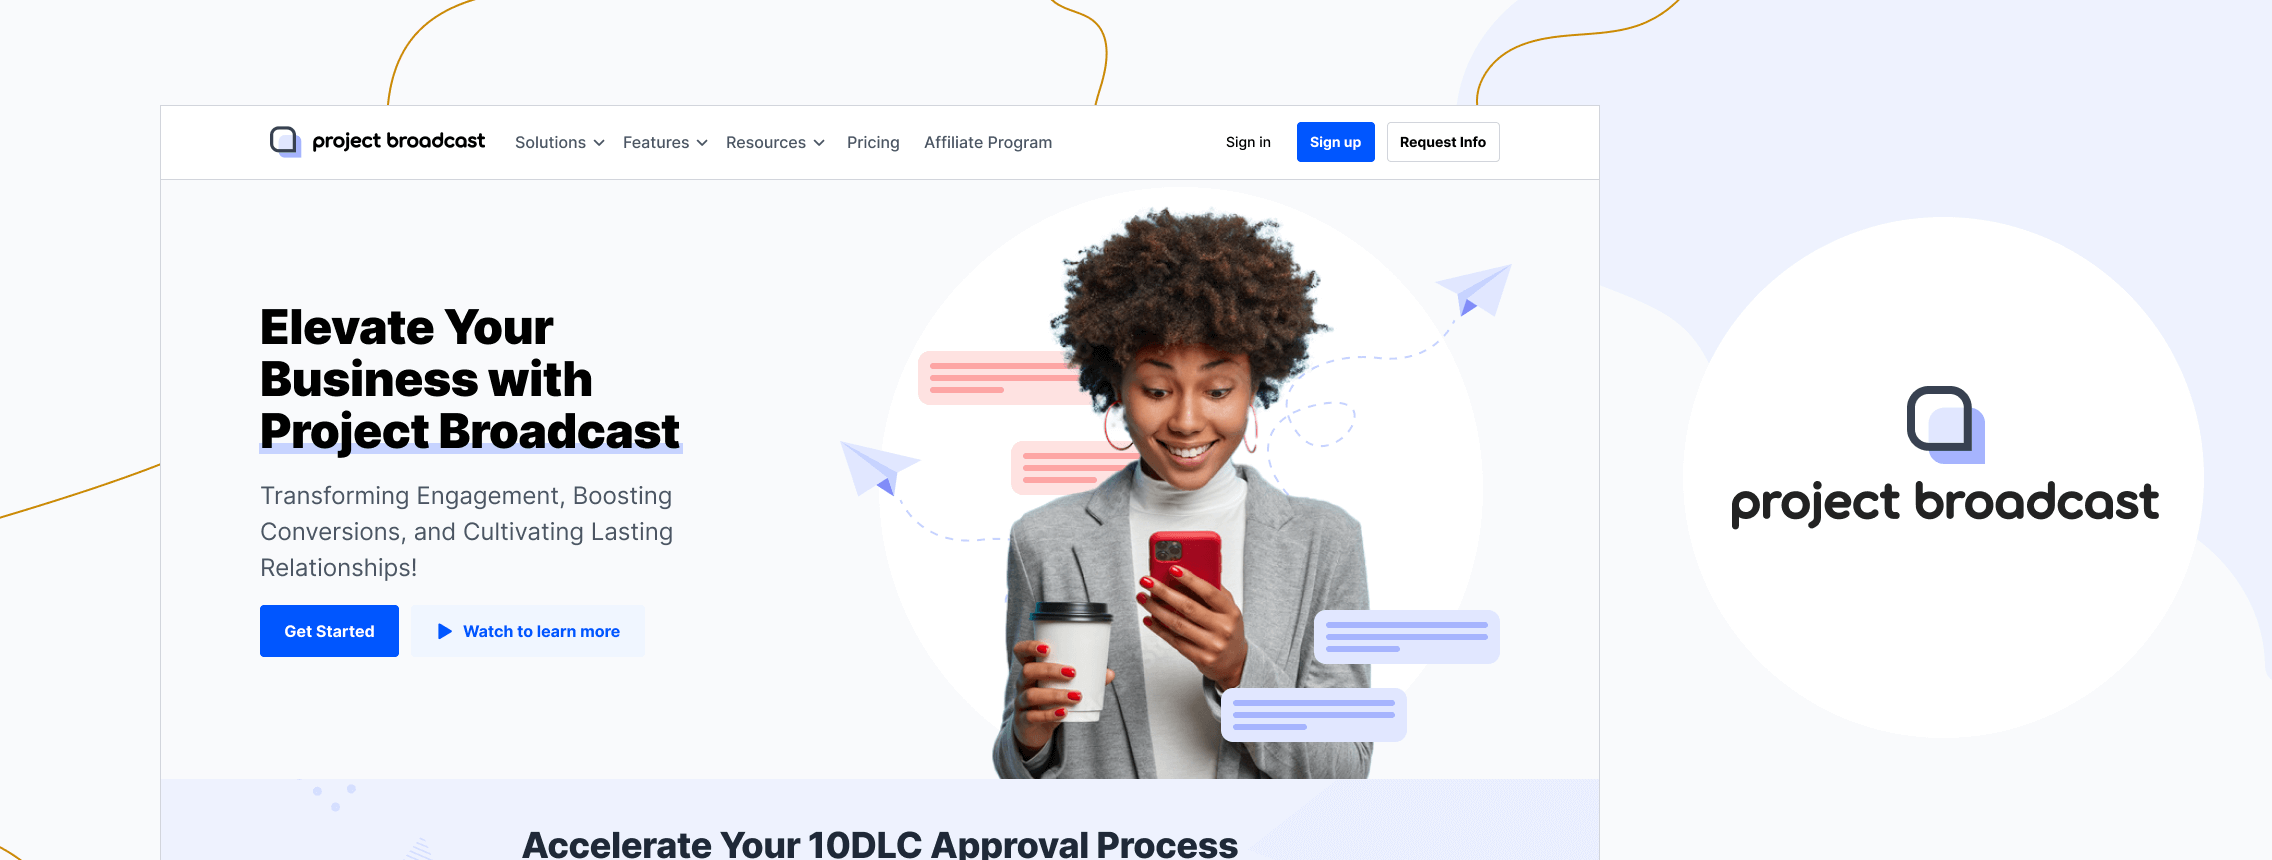 project broadcast
Solutions
Features
Resources
Pricing
Affiliate Program
Sign in
Sign up
Request Info
Elevate Your
Business with
Project Broadcast
Transforming Engagement, Boosting
Conversions, and Cultivating Lasting
Relationships!
Get Started
Watch to learn more
project broadcast
Accelerate Your 10DLC Approval Process